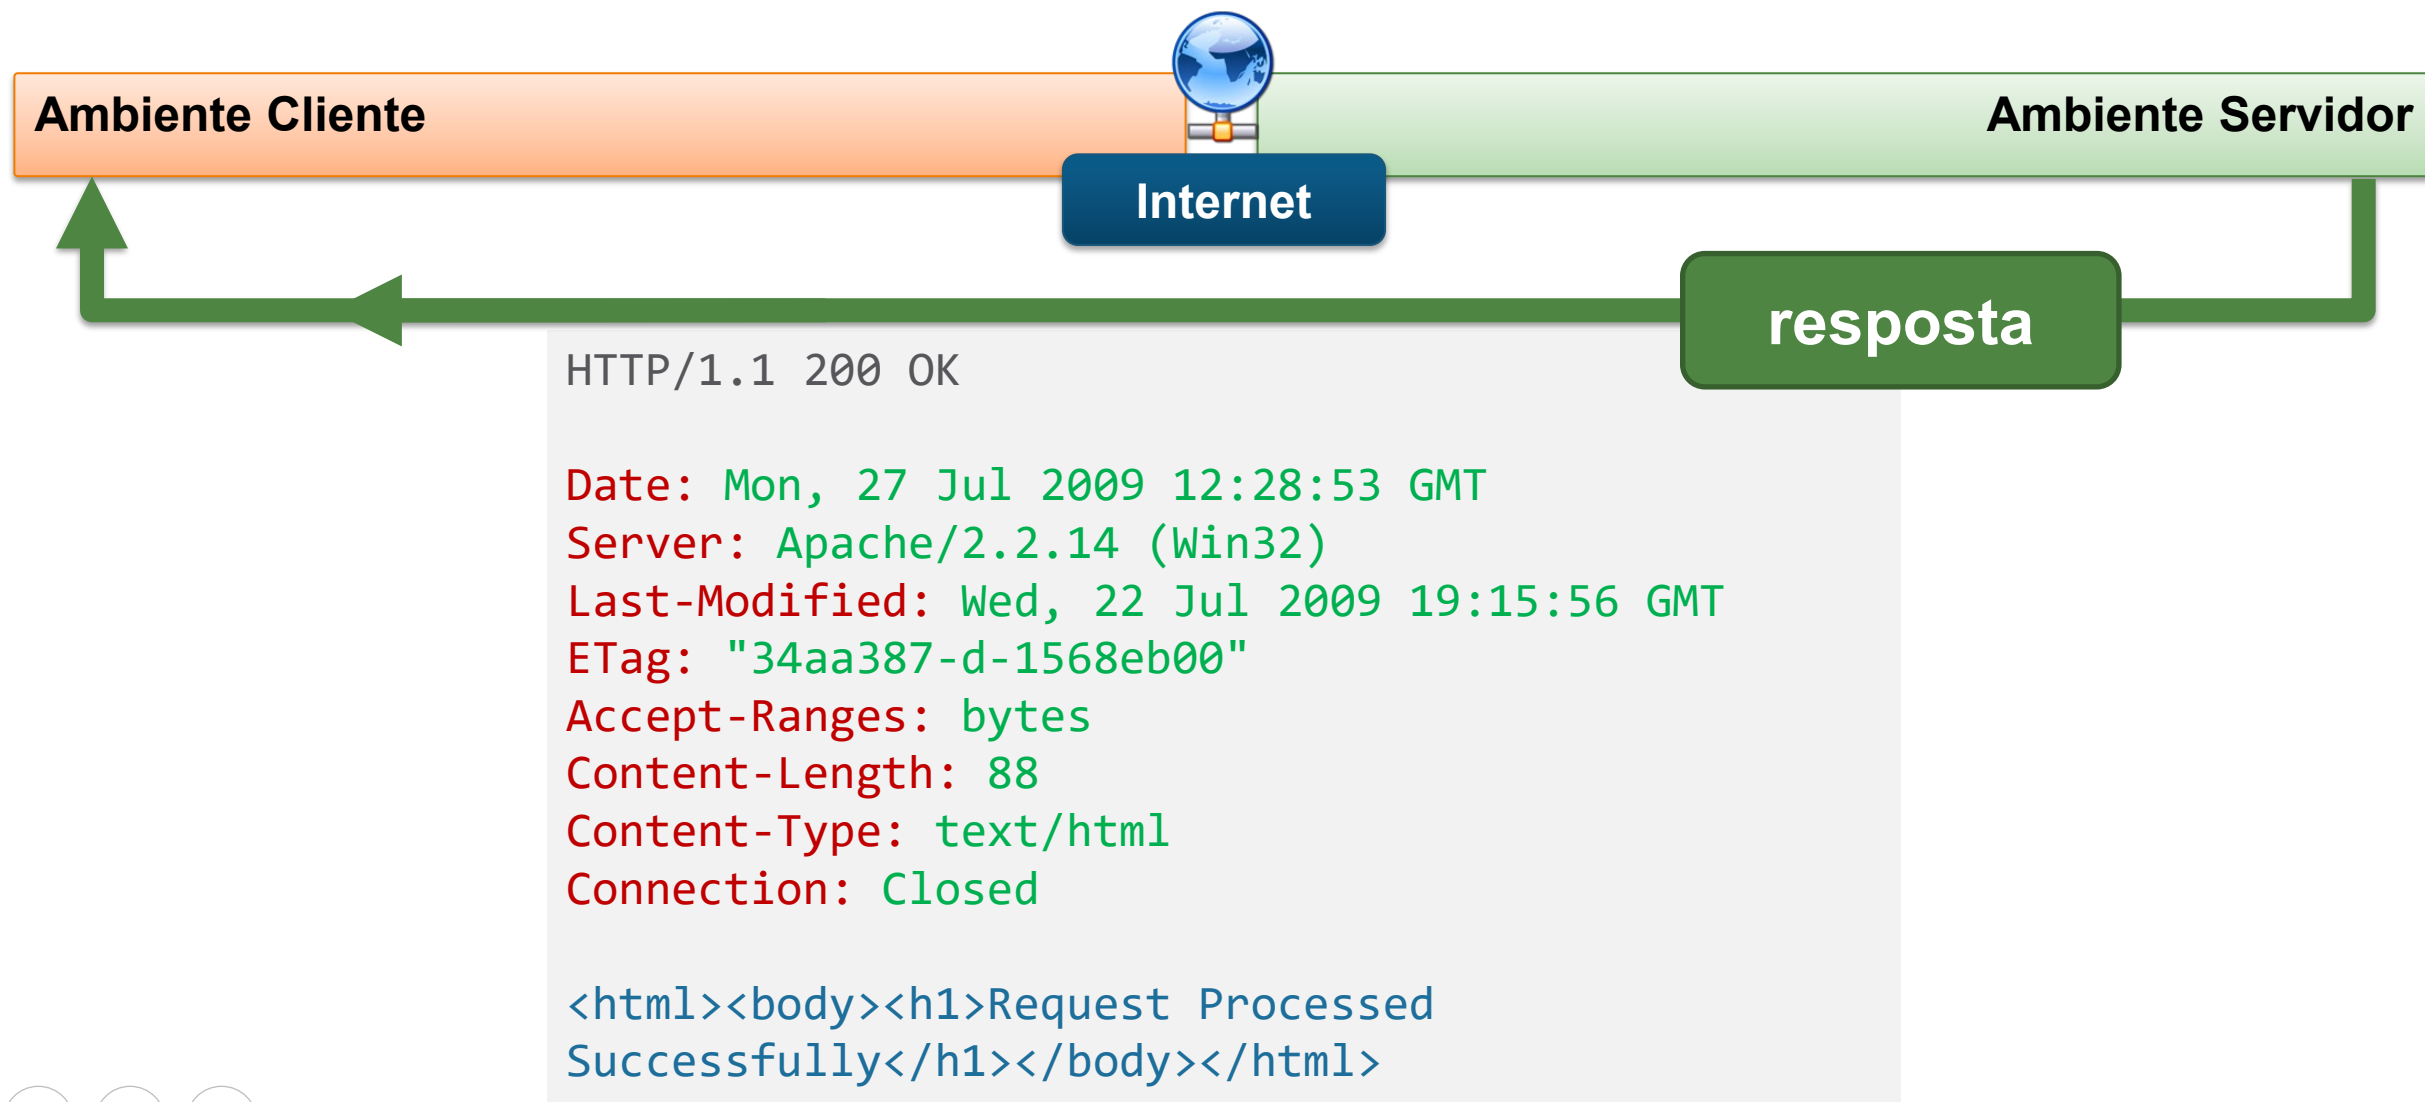 Ambiente Cliente
Ambiente Servidor
Internet
resposta
HTTP/1.1 200 OK
Date: Mon, 27 Jul 2009 12:28:53 GMT
Server: Apache/2.2.14 (Win32)
Last-Modified: Wed, 22 Jul 2009 19:15:56 GMT
ETag: "34aa387-d-1568eb00"
Accept-Ranges: bytes
Content-Length: 88
Content-Type: text/html
Connection: Closed
<html><body><h1>Request Processed
Successfully</h1></body></html>